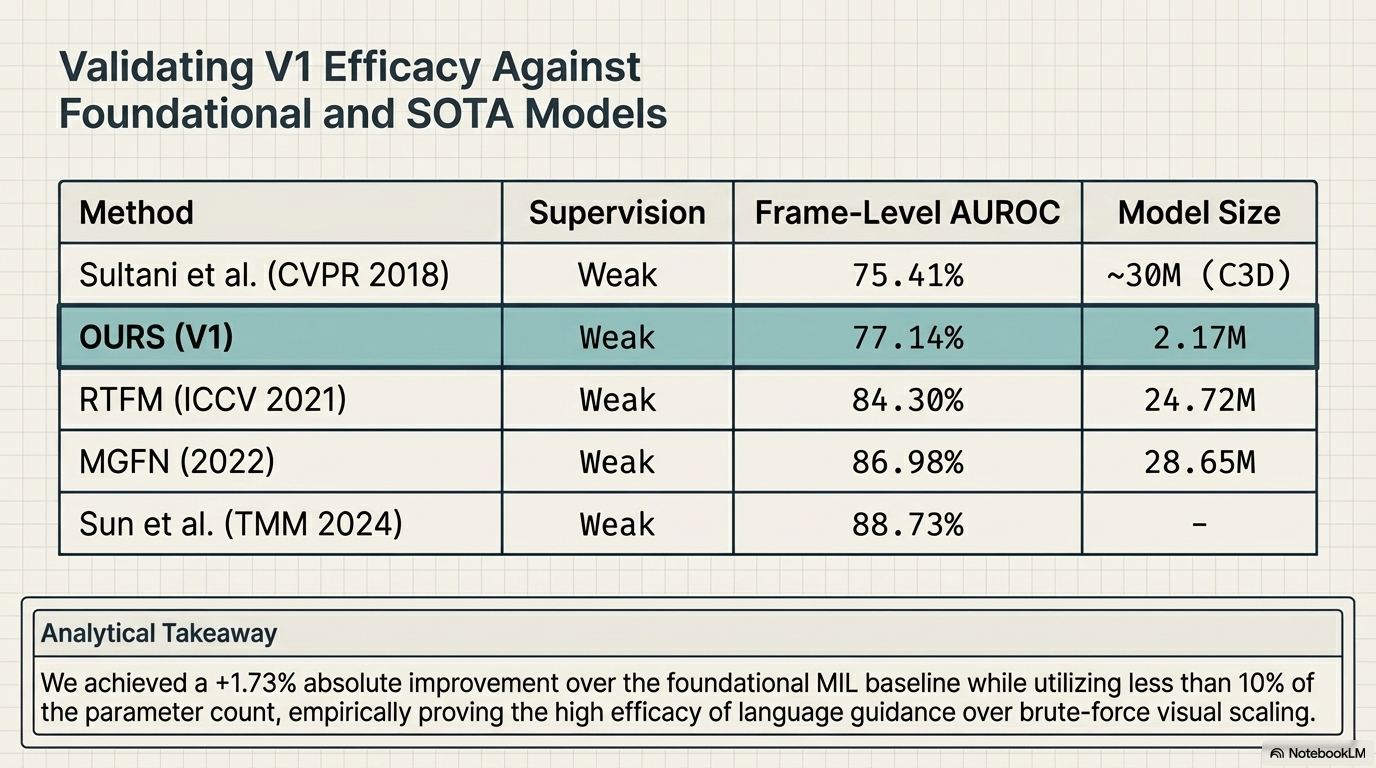 Validating V1 Efficacy Against
Foundational and SOTA Models
Method Supervision Frame-Level AUROC Model Size
Sultani et al. (CVPR 2018) Weak 75.41% ~30M (C3D)
OURS (V1) Weak 77.14% 2.17M
RTFM (ICCV 2021) Weak 84.30% 24.72M
MGFN (2022) Weak 86.98% 28.65M
Sun et al. (TMM 2024) Weak 88.73% –
Analytical Takeaway
We achieved a +1.73% absolute improvement over the foundational MIL baseline while utilizing less than 10% of
the parameter count, empirically proving the high efficacy of language guidance over brute-force visual scaling.
NotebookLM